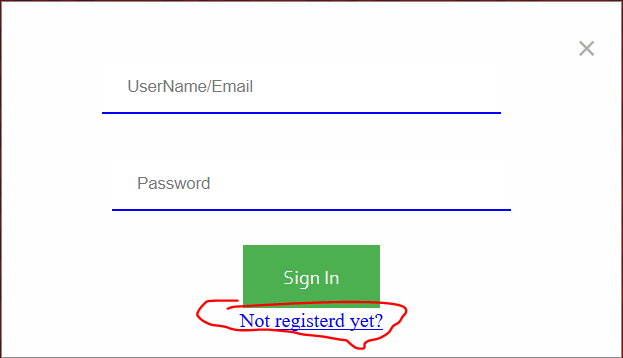 ×
UserName/Email
Password
Sign In
Not registerd yet?